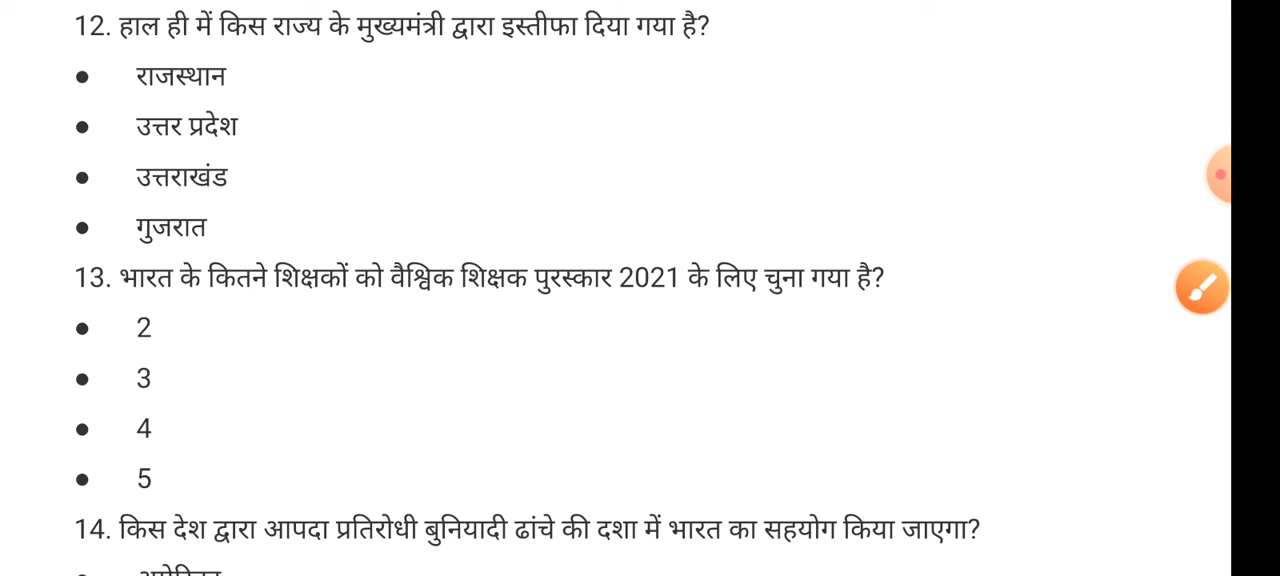 12. हाल ही में किस राज्य के मुख्यमंत्री द्वारा इस्तीफा दिया गया है?
● राजस्थान
● उत्तर प्रदेश
● उत्तराखंड
● गुजरात
13. भारत के कितने शिक्षकों को वैश्विक शिक्षक पुरस्कार 2021 के लिए चुना गया है?
● 2
● 3
● 4
● 5
14. किस देश द्वारा आपदा प्रतिरोधी बुनियादी ढांचे की दशा में भारत का सहयोग किया जाएगा?